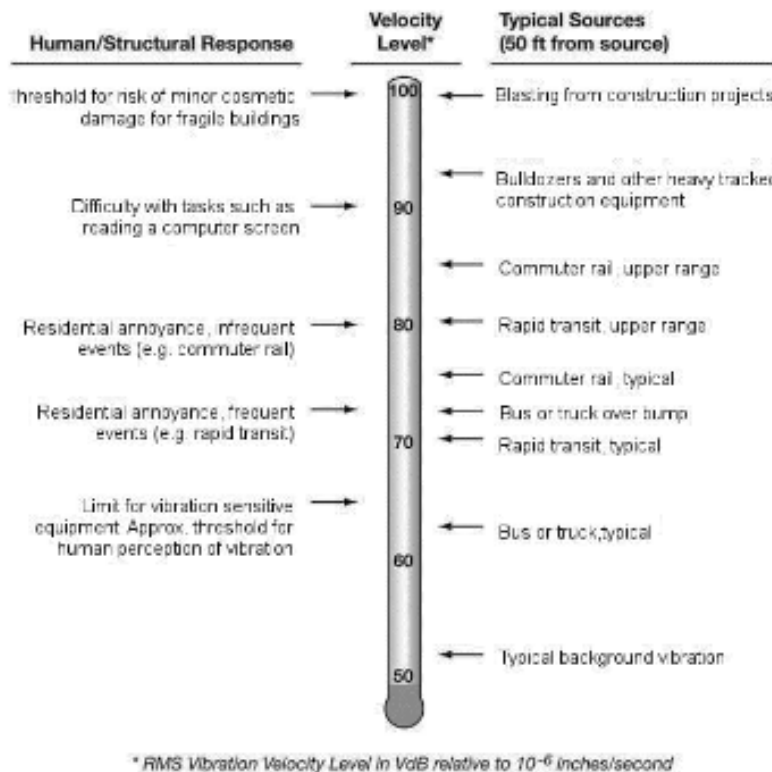 Human/Structural Response
Velocity
Level*
Typical Sources
(50 ft from source)
Threshold for risk of minor cosmetic
damage for fragile buildings
100
Blasting from construction projects
Bulldozers and other heavy tracked
construction equipment
Difficulty with tasks such as
reading a computer screen
90
Commuter rail, upper range
Residential annoyance, infrequent
events (e.g. commuter rail)
80
Rapid transit, upper range
Commuter rail, typical
Residential annoyance, frequent
events (e.g. rapid transit)
Bus or truck over bump
70
Rapid transit, typical
Limit for vibration sensitive
equipment. Approx. threshold for
human perception of vibration
Bus or truck, typical
60
Typical background vibration
50
* RMS Vibration Velocity Level in VdB relative to 10⁻⁶ inches/second